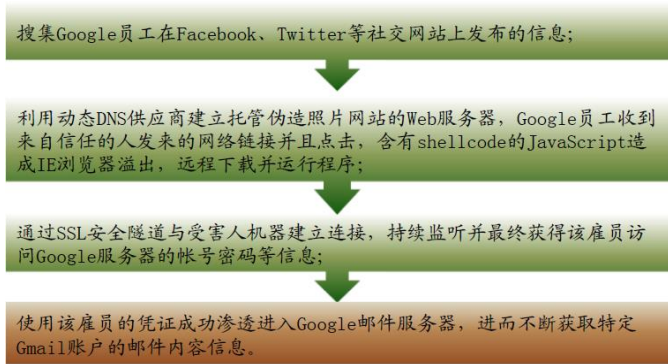 搜集Google员工在Facebook、Twitter等社交网站上发布的信息;
利用动态DNS供应商建立托管伪造照片网站的Web服务器，Google员工收到
来自信任的人发来的网络链接并且点击，含有shellcode的JavaScript造
成IE浏览器溢出，远程下载并运行程序;
通过SSL安全隧道与受害人机器建立连接，持续监听并最终获得该雇员访
问Google服务器的帐号密码等信息;
使用该雇员的凭证成功渗透进入Google邮件服务器，进而不断获取特定
Gmail账户的邮件内容信息。